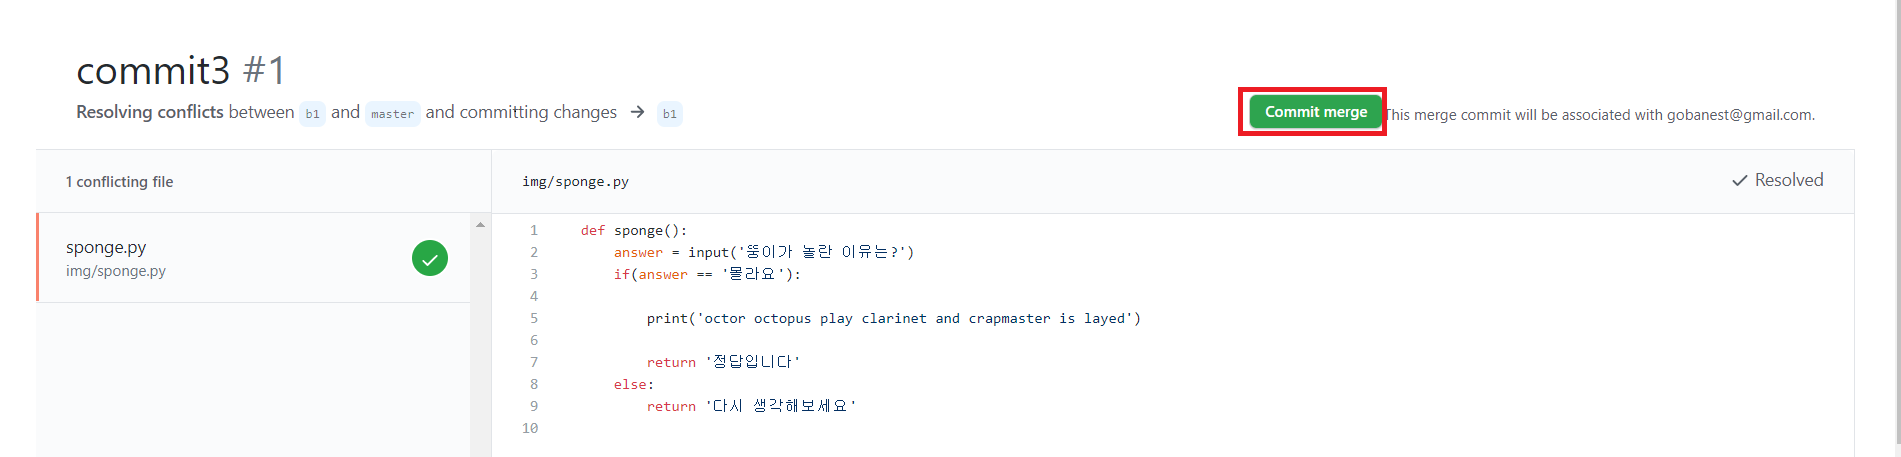 commit3 #1
Resolving conflicts between b1 and master and committing changes → b1
Commit merge
This merge commit will be associated with gobanest@gmail.com.
1 conflicting file
img/sponge.py
Resolved
sponge.py
img/sponge.py
1 def sponge():
2 answer = input('뚱이가 놀란 이유는?')
3 if(answer == '몰라요'):
4
5 print('octor octopus play clarinet and crapmaster is layed')
6
7 return '정답입니다'
8 else:
9 return '다시 생각해보세요'
10